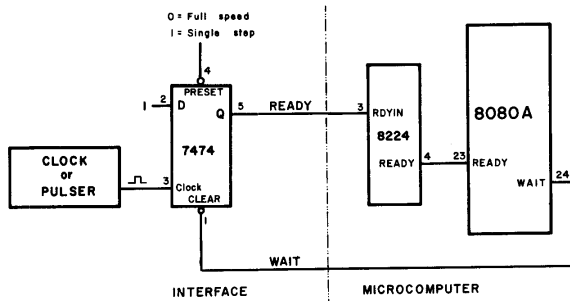 0 = Full speed
1 = Single step
4
PRESET
1 2 D
Q 5 READY
7474
CLOCK
or
PULSER
3 Clock
CLEAR
1
WAIT
INTERFACE
3 RDYIN
8224
READY 4
8080A
23 READY
WAIT 24
MICROCOMPUTER